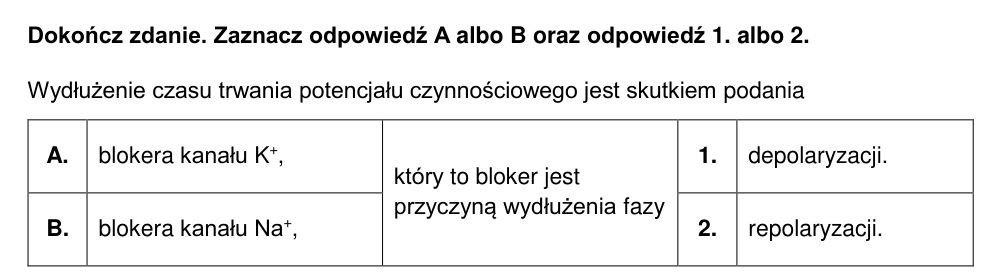 Dokończ zdanie. Zaznacz odpowiedź A albo B oraz odpowiedź 1. albo 2.
Wydłużenie czasu trwania potencjału czynnościowego jest skutkiem podania
A. blokera kanału K⁺,
B. blokera kanału Na⁺,
który to bloker jest
przyczyną wydłużenia fazy
1. depolaryzacji.
2. repolaryzacji.